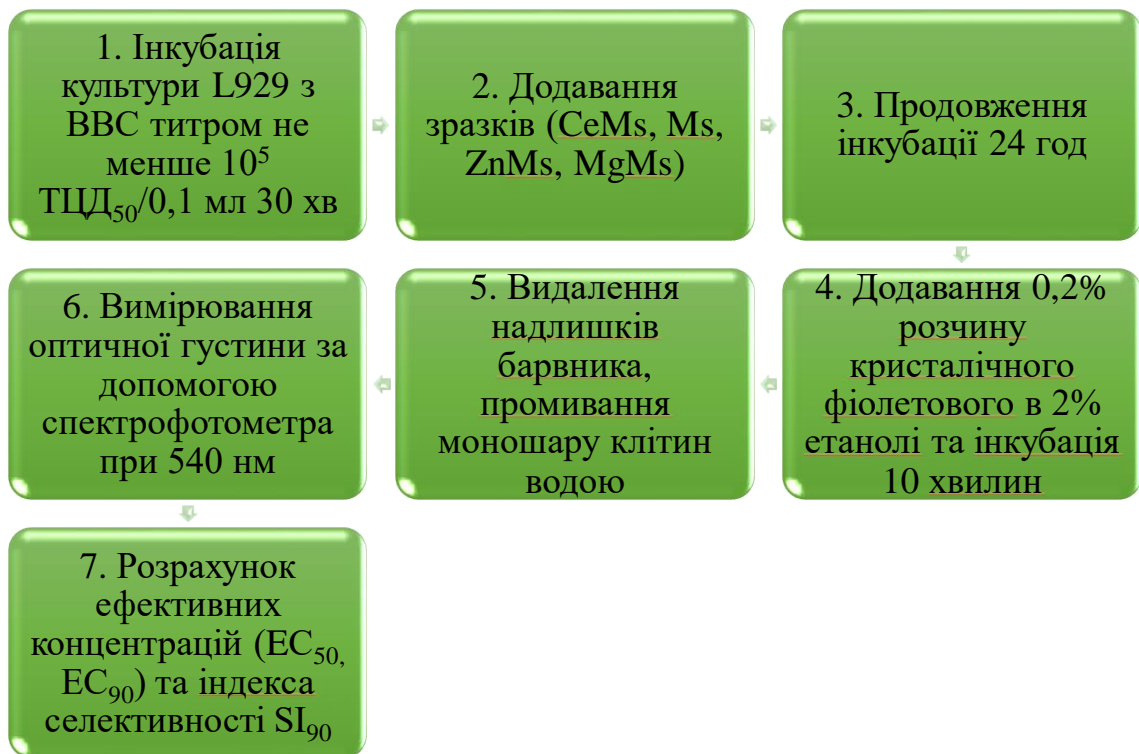 1. Інкубація
культури L929 з
ВВС титром не
менше 10⁵
ТЦД₅₀/0,1 мл 30 хв
2. Додавання
зразків (CeMs, Ms,
ZnMs, MgMs)
3. Продовження
інкубації 24 год
4. Додавання 0,2%
розчину
кристалічного
фіолетового в 2%
етанолі та інкубація
10 хвилин
5. Видалення
надлишків
барвника,
промивання
моношару клітин
водою
6. Вимірювання
оптичної густини за
допомогою
спектрофотометра
при 540 нм
7. Розрахунок
ефективних
концентрацій (EC₅₀,
EC₉₀) та індекса
селективності SI₉₀